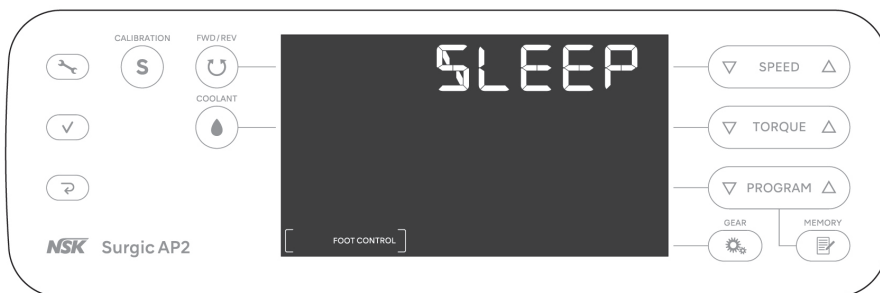 CALIBRATION
FWD/REV
S
SLEEP
SPEED
COOLANT
TORQUE
PROGRAM
GEAR
MEMORY
FOOT CONTROL
NSK Surgic AP2